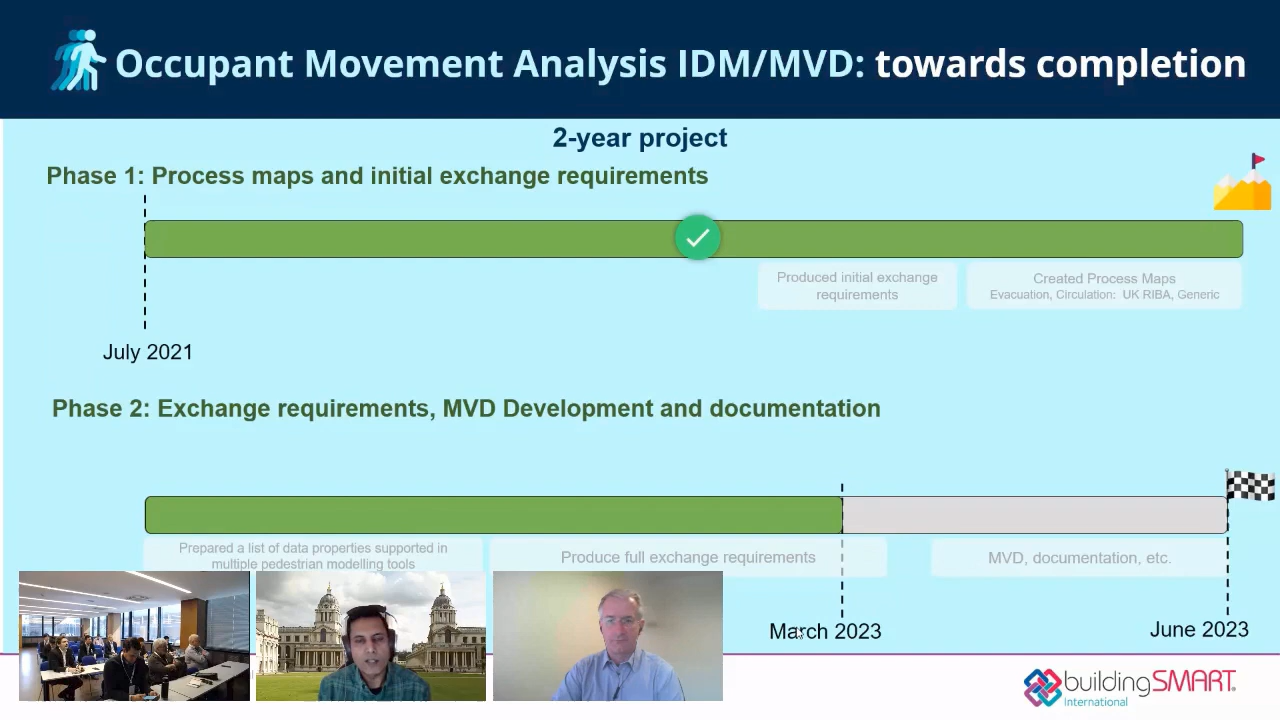 Occupant Movement Analysis IDM/MVD: towards completion
2-year project
Phase 1: Process maps and initial exchange requirements
Produced initial exchange
requirements
Created Process Maps
Evacuation, Circulation: UK RIBA, Generic
July 2021
Phase 2: Exchange requirements, MVD Development and documentation
Prepared a list of data properties supported in
multiple pedestrian modelling tools
Produce full exchange requirements
MVD, documentation, etc.
March 2023
June 2023
buildingSMART
International